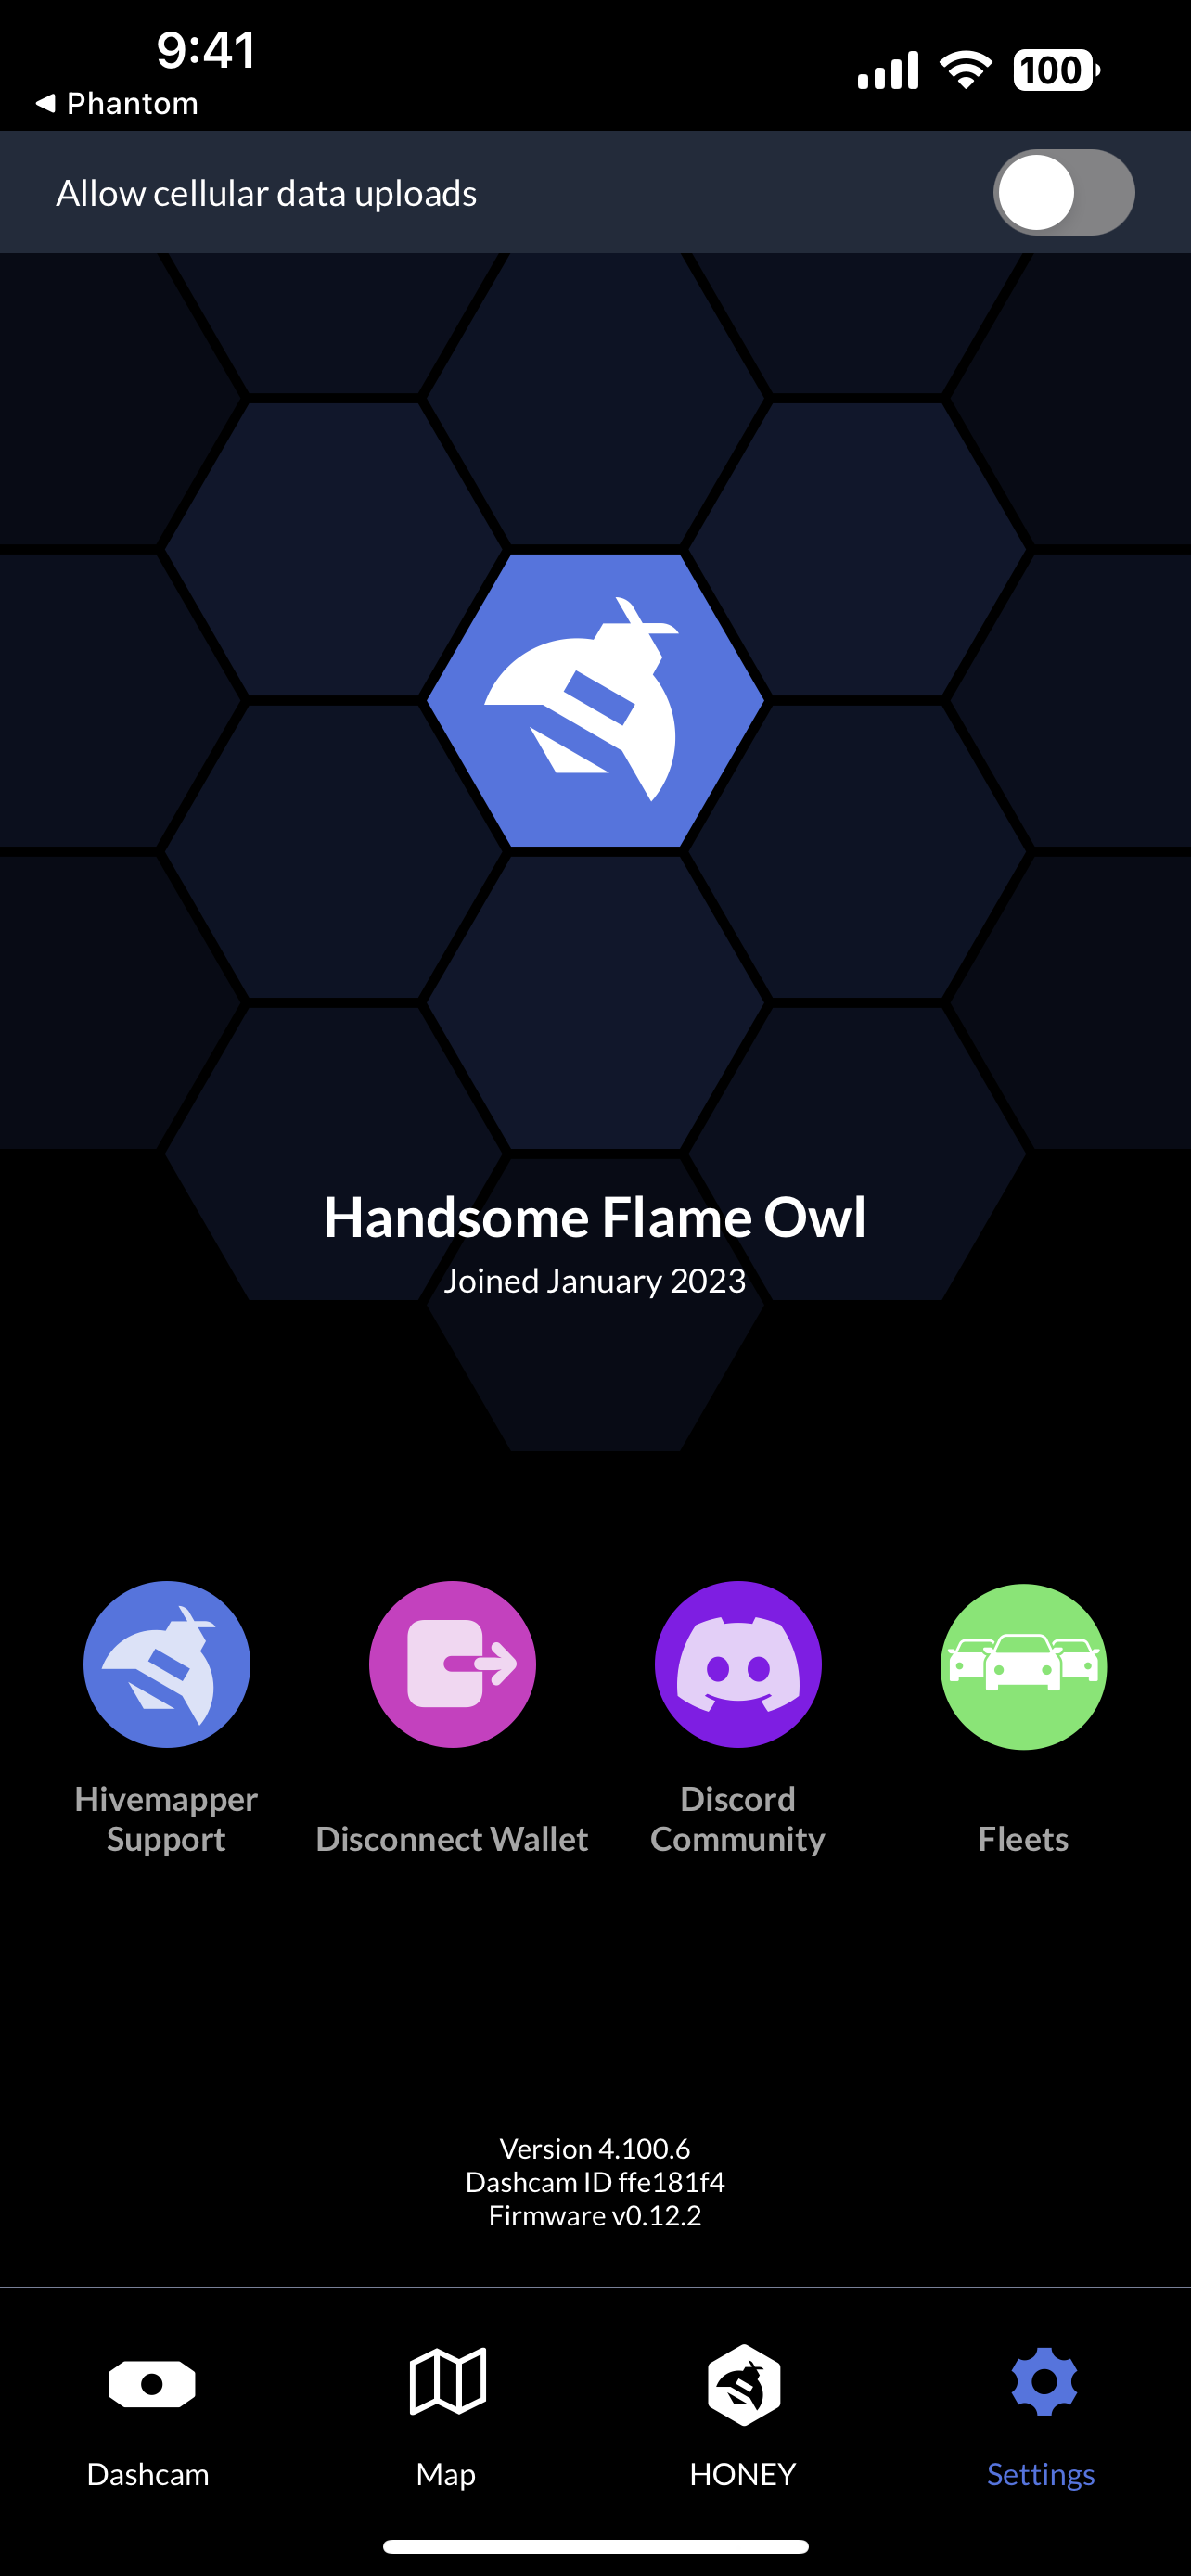 9:41
100
Phantom
Allow cellular data uploads
Handsome Flame Owl
Joined January 2023
Hivemapper
Support
Disconnect Wallet
Discord
Community
Fleets
Version 4.100.6
Dashcam ID ffe181f4
Firmware v0.12.2
Dashcam
Map
HONEY
Settings